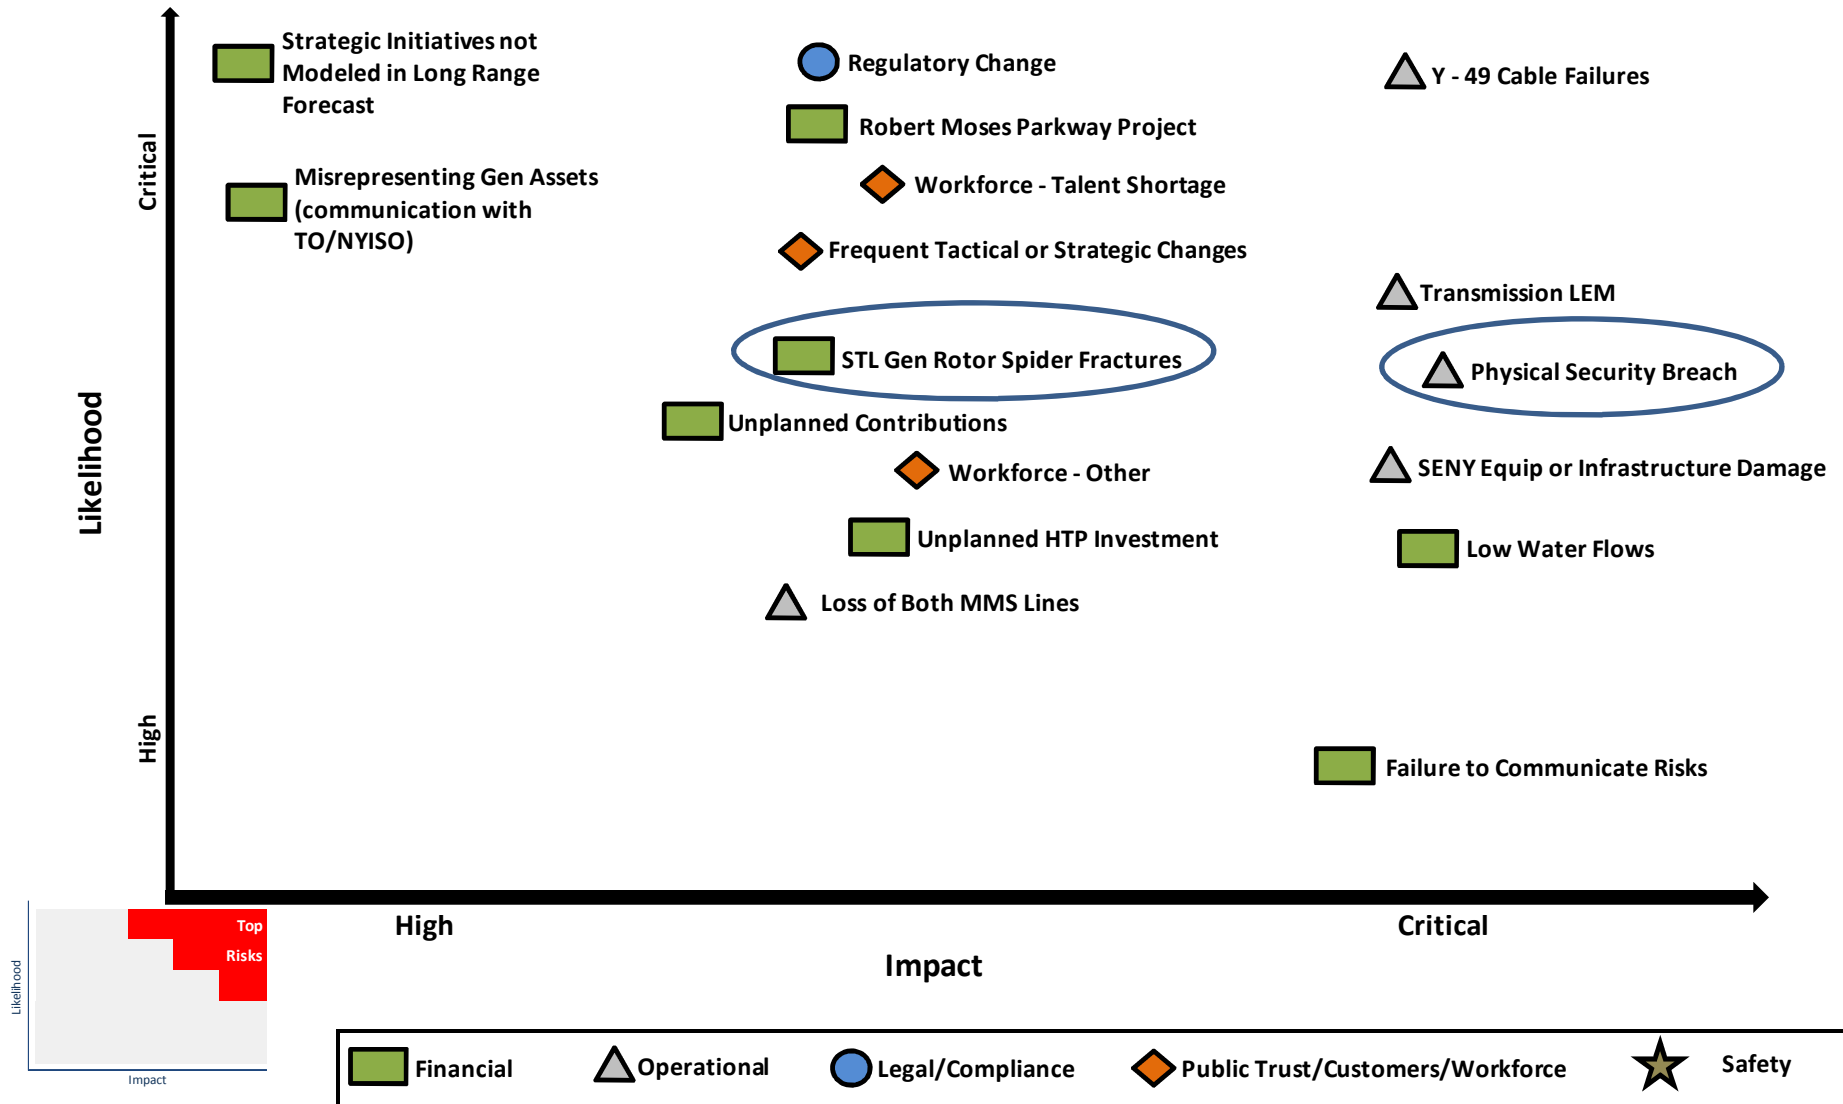 Strategic Initiatives not
Modeled in Long Range
Forecast
Regulatory Change
Y - 49 Cable Failures
Robert Moses Parkway Project
Critical
Misrepresenting Gen Assets
(communication with
TO/NYISO)
Workforce - Talent Shortage
Frequent Tactical or Strategic Changes
Transmission LEM
STL Gen Rotor Spider Fractures
Physical Security Breach
Likelihood
Unplanned Contributions
Workforce - Other
SENY Equip or Infrastructure Damage
Unplanned HTP Investment
Low Water Flows
Loss of Both MMS Lines
High
Failure to Communicate Risks
High
Critical
Impact
Top
Risks
Likelihood
Impact
Financial
Operational
Legal/Compliance
Public Trust/Customers/Workforce
Safety